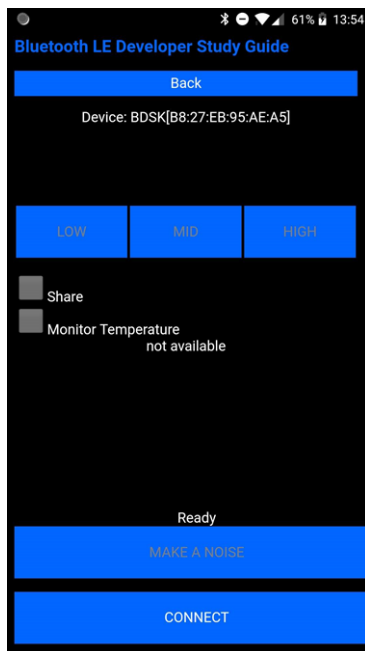 61% 13:54
Bluetooth LE Developer Study Guide
Back
Device: BDSK[B8:27:EB:95:AE:A5]
LOW MID HIGH
Share
Monitor Temperature
not available
Ready
MAKE A NOISE
CONNECT